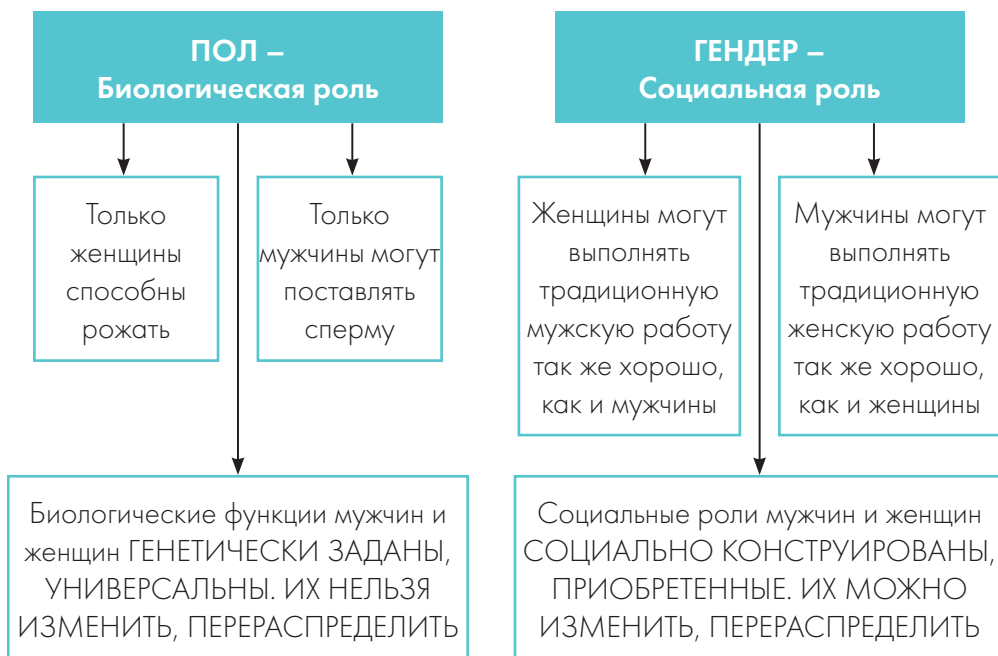 ПОЛ –
Биологическая роль
Только
женщины
способны
рожать
Только
мужчины могут
поставлять
сперму
Биологические функции мужчин и
женщин ГЕНЕТИЧЕСКИ ЗАДАНЫ,
УНИВЕРСАЛЬНЫ. ИХ НЕЛЬЗЯ
ИЗМЕНИТЬ, ПЕРЕРАСПРЕДЕЛИТЬ
ГЕНДЕР –
Социальная роль
Женщины могут
выполнять
традиционную
мужскую работу
так же хорошо,
как и мужчины
Мужчины могут
выполнять
традиционную
женскую работу
так же хорошо,
как и женщины
Социальные роли мужчин и женщин
СОЦИАЛЬНО КОНСТРУИРОВАНЫ,
ПРИОБРЕТЕННЫЕ. ИХ МОЖНО
ИЗМЕНИТЬ, ПЕРЕРАСПРЕДЕЛИТЬ